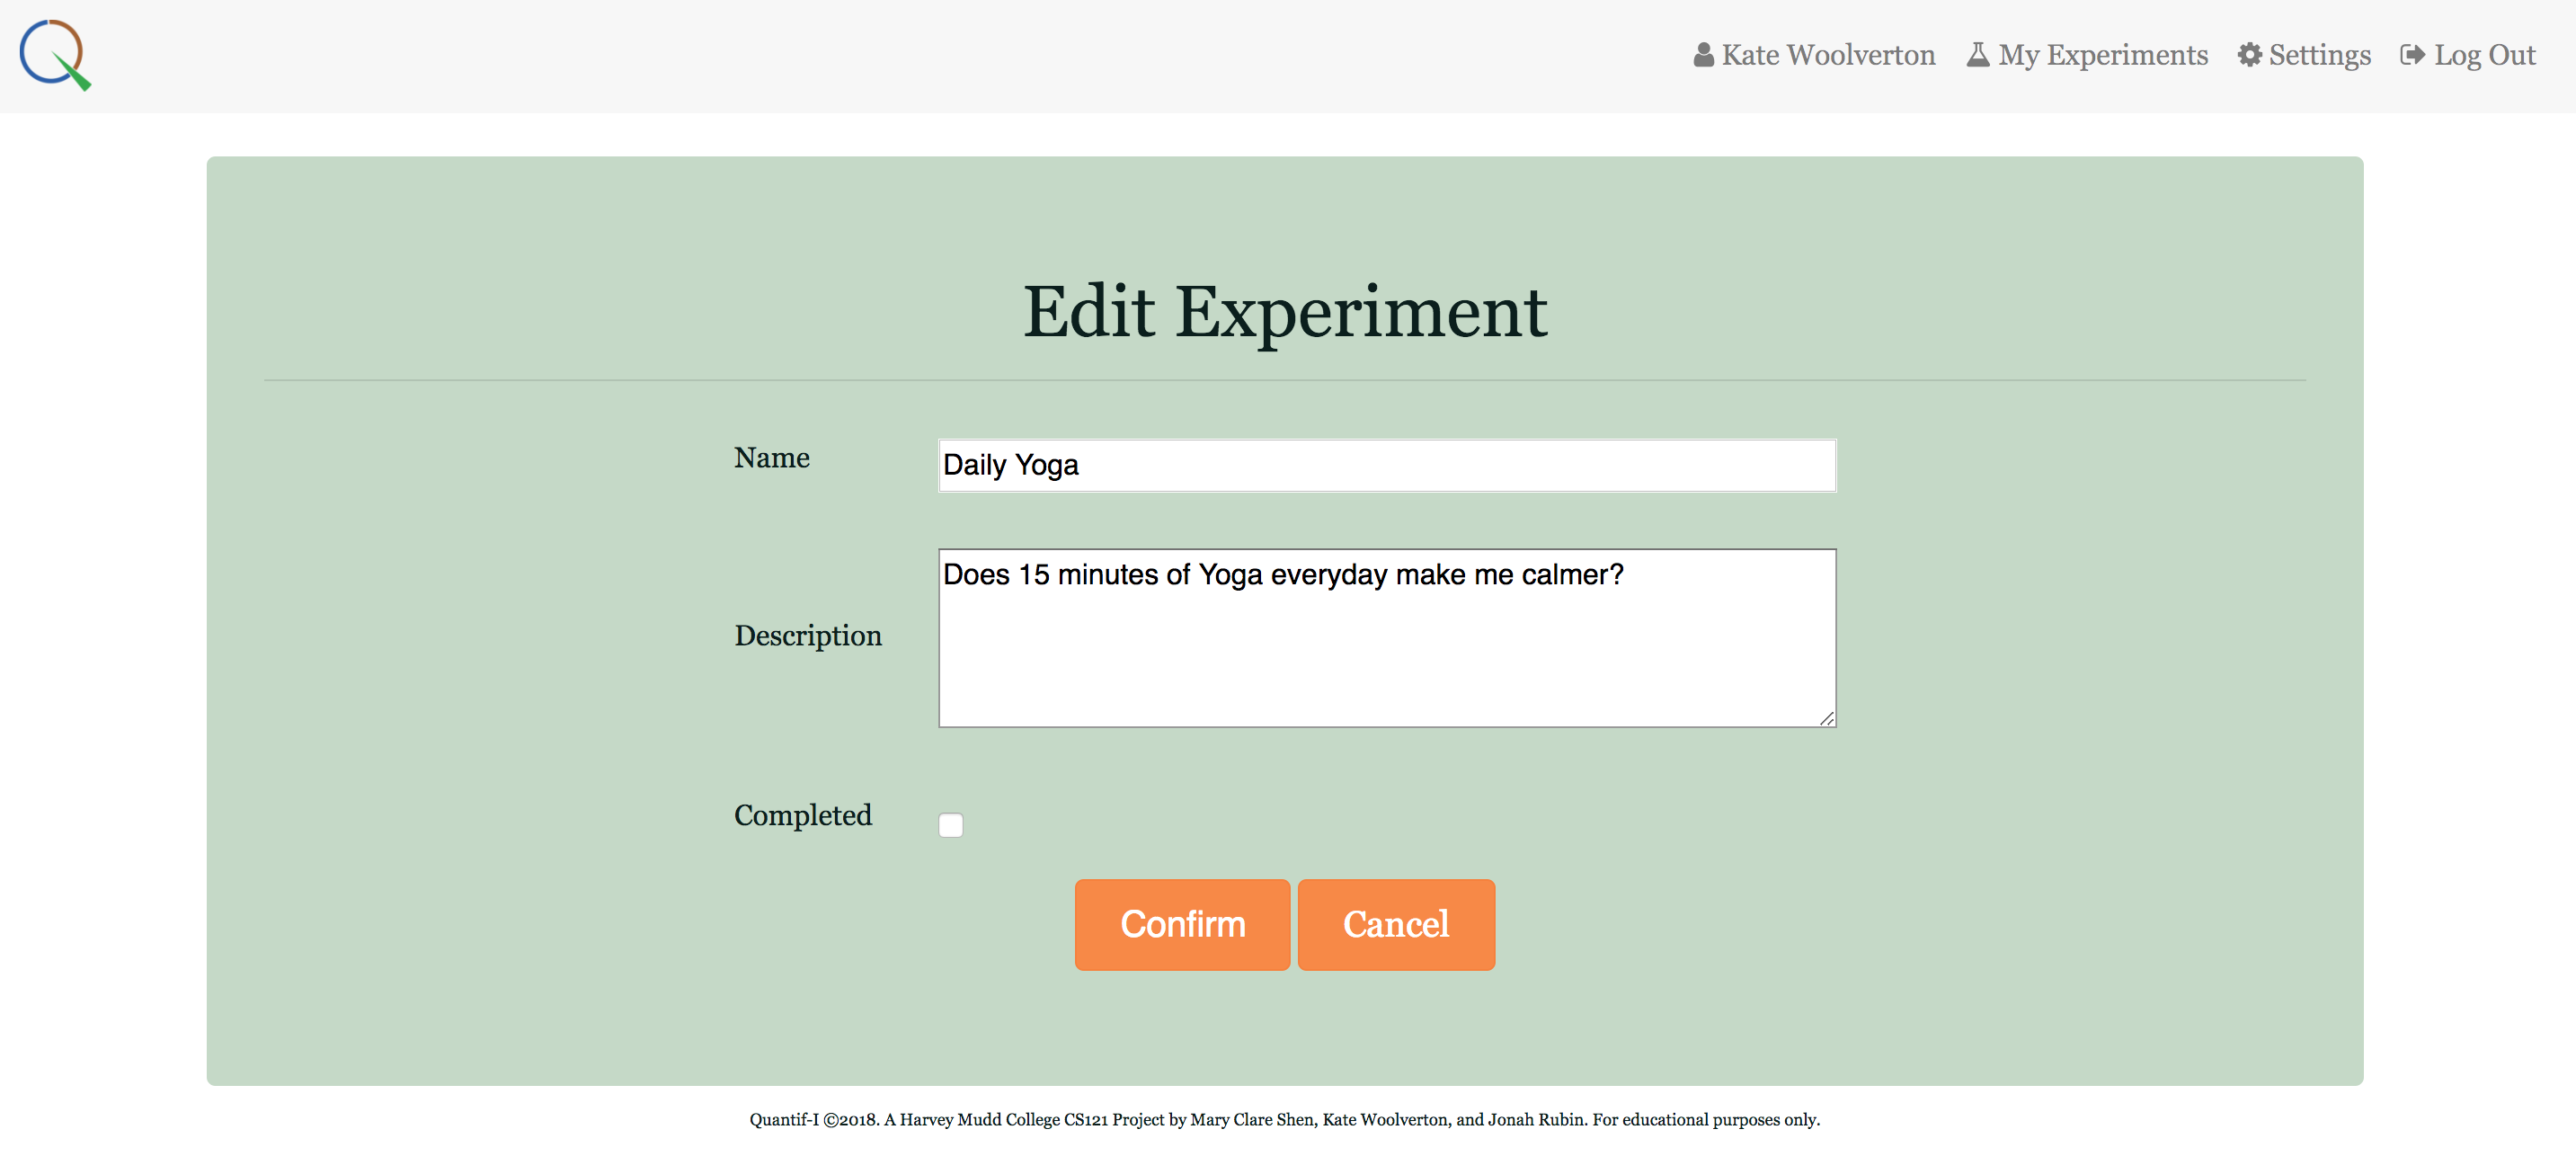 Kate Woolverton My Experiments Settings Log Out
Edit Experiment
Name
Daily Yoga
Description
Does 15 minutes of Yoga everyday make me calmer?
Completed
Confirm Cancel
Quantif-I ©2018. A Harvey Mudd College CS121 Project by Mary Clare Shen, Kate Woolverton, and Jonah Rubin. For educational purposes only.